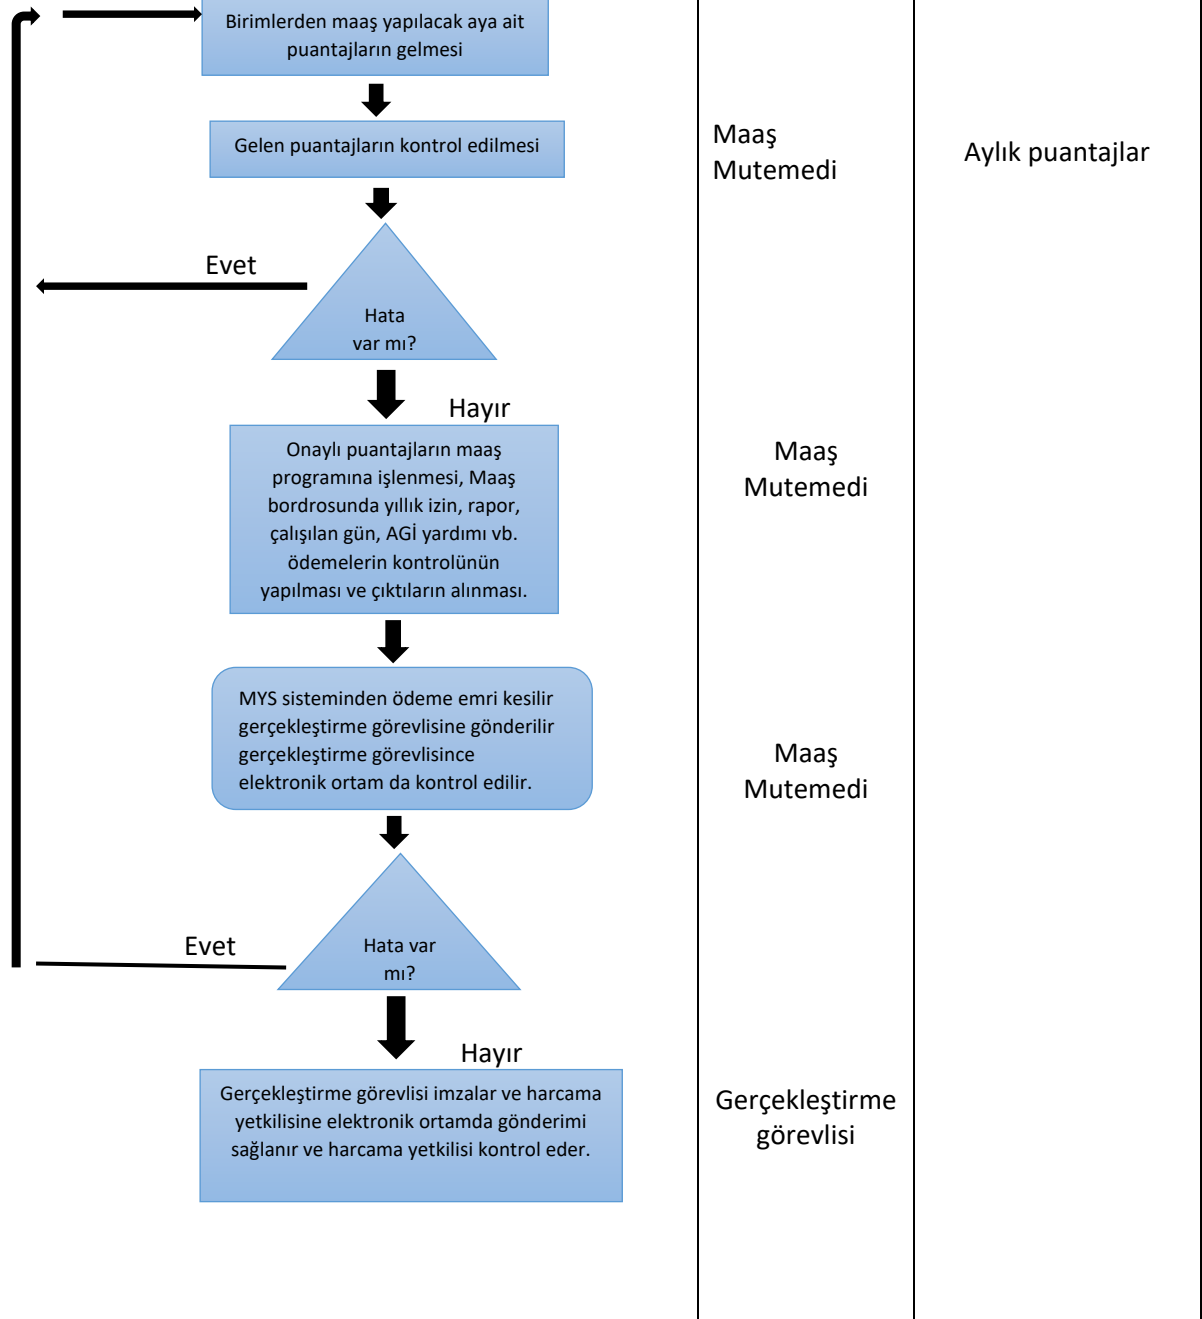 Birimlerden maaş yapılacak aya ait
puantajların gelmesi
Gelen puantajların kontrol edilmesi
Maaş
Mutemedi
Aylık puantajlar
Evet
Hata
var mı?
Hayır
Onaylı puantajların maaş
programına işlenmesi, Maaş
bordrosunda yıllık izin, rapor,
çalışılan gün, AGİ yardımı vb.
ödemelerin kontrolünün
yapılması ve çıktıların alınması.
Maaş
Mutemedi
MYS sisteminden ödeme emri kesilir
gerçekleştirme görevlisine gönderilir
gerçekleştirme görevlisince
elektronik ortam da kontrol edilir.
Maaş
Mutemedi
Evet
Hata var
mı?
Hayır
Gerçekleştirme görevlisi imzalar ve harcama
yetkilisine elektronik ortamda gönderimi
sağlanır ve harcama yetkilisi kontrol eder.
Gerçekleştirme
görevlisi